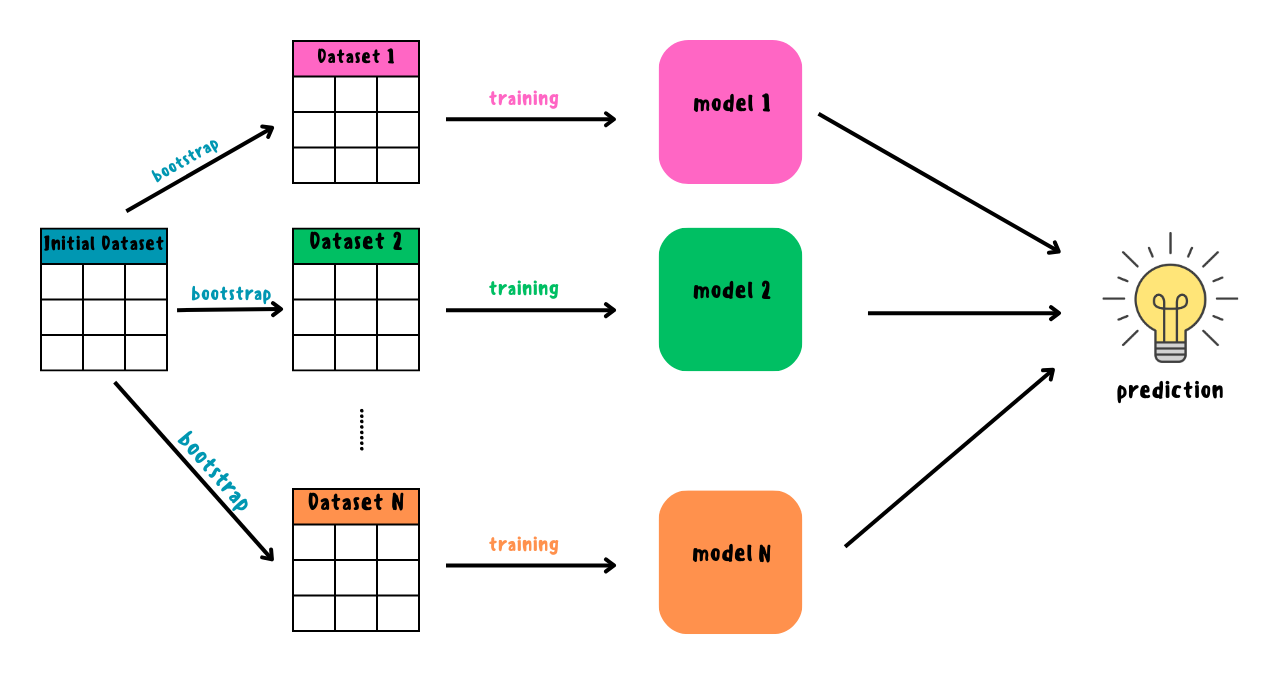 Dataset 1
training
model 1
bootstrap
Initial Dataset
bootstrap
Dataset 2
training
model 2
prediction
bootstrap
Dataset N
training
model N